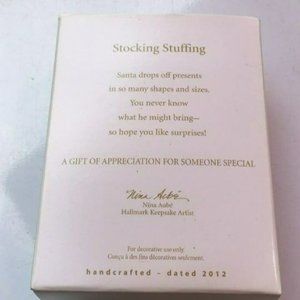 Stocking Stuffing
Santa drops off presents
in so many shapes and sizes.
You never know
what he might bring—
so hope you like surprises!
A GIFT OF APPRECIATION FOR SOMEONE SPECIAL
Nina Aubé
Nina Aubé
Hallmark Keepsake Artist
For decorative use only.
Conçu à des fins décoratives seulement.
handcrafted – dated 2012